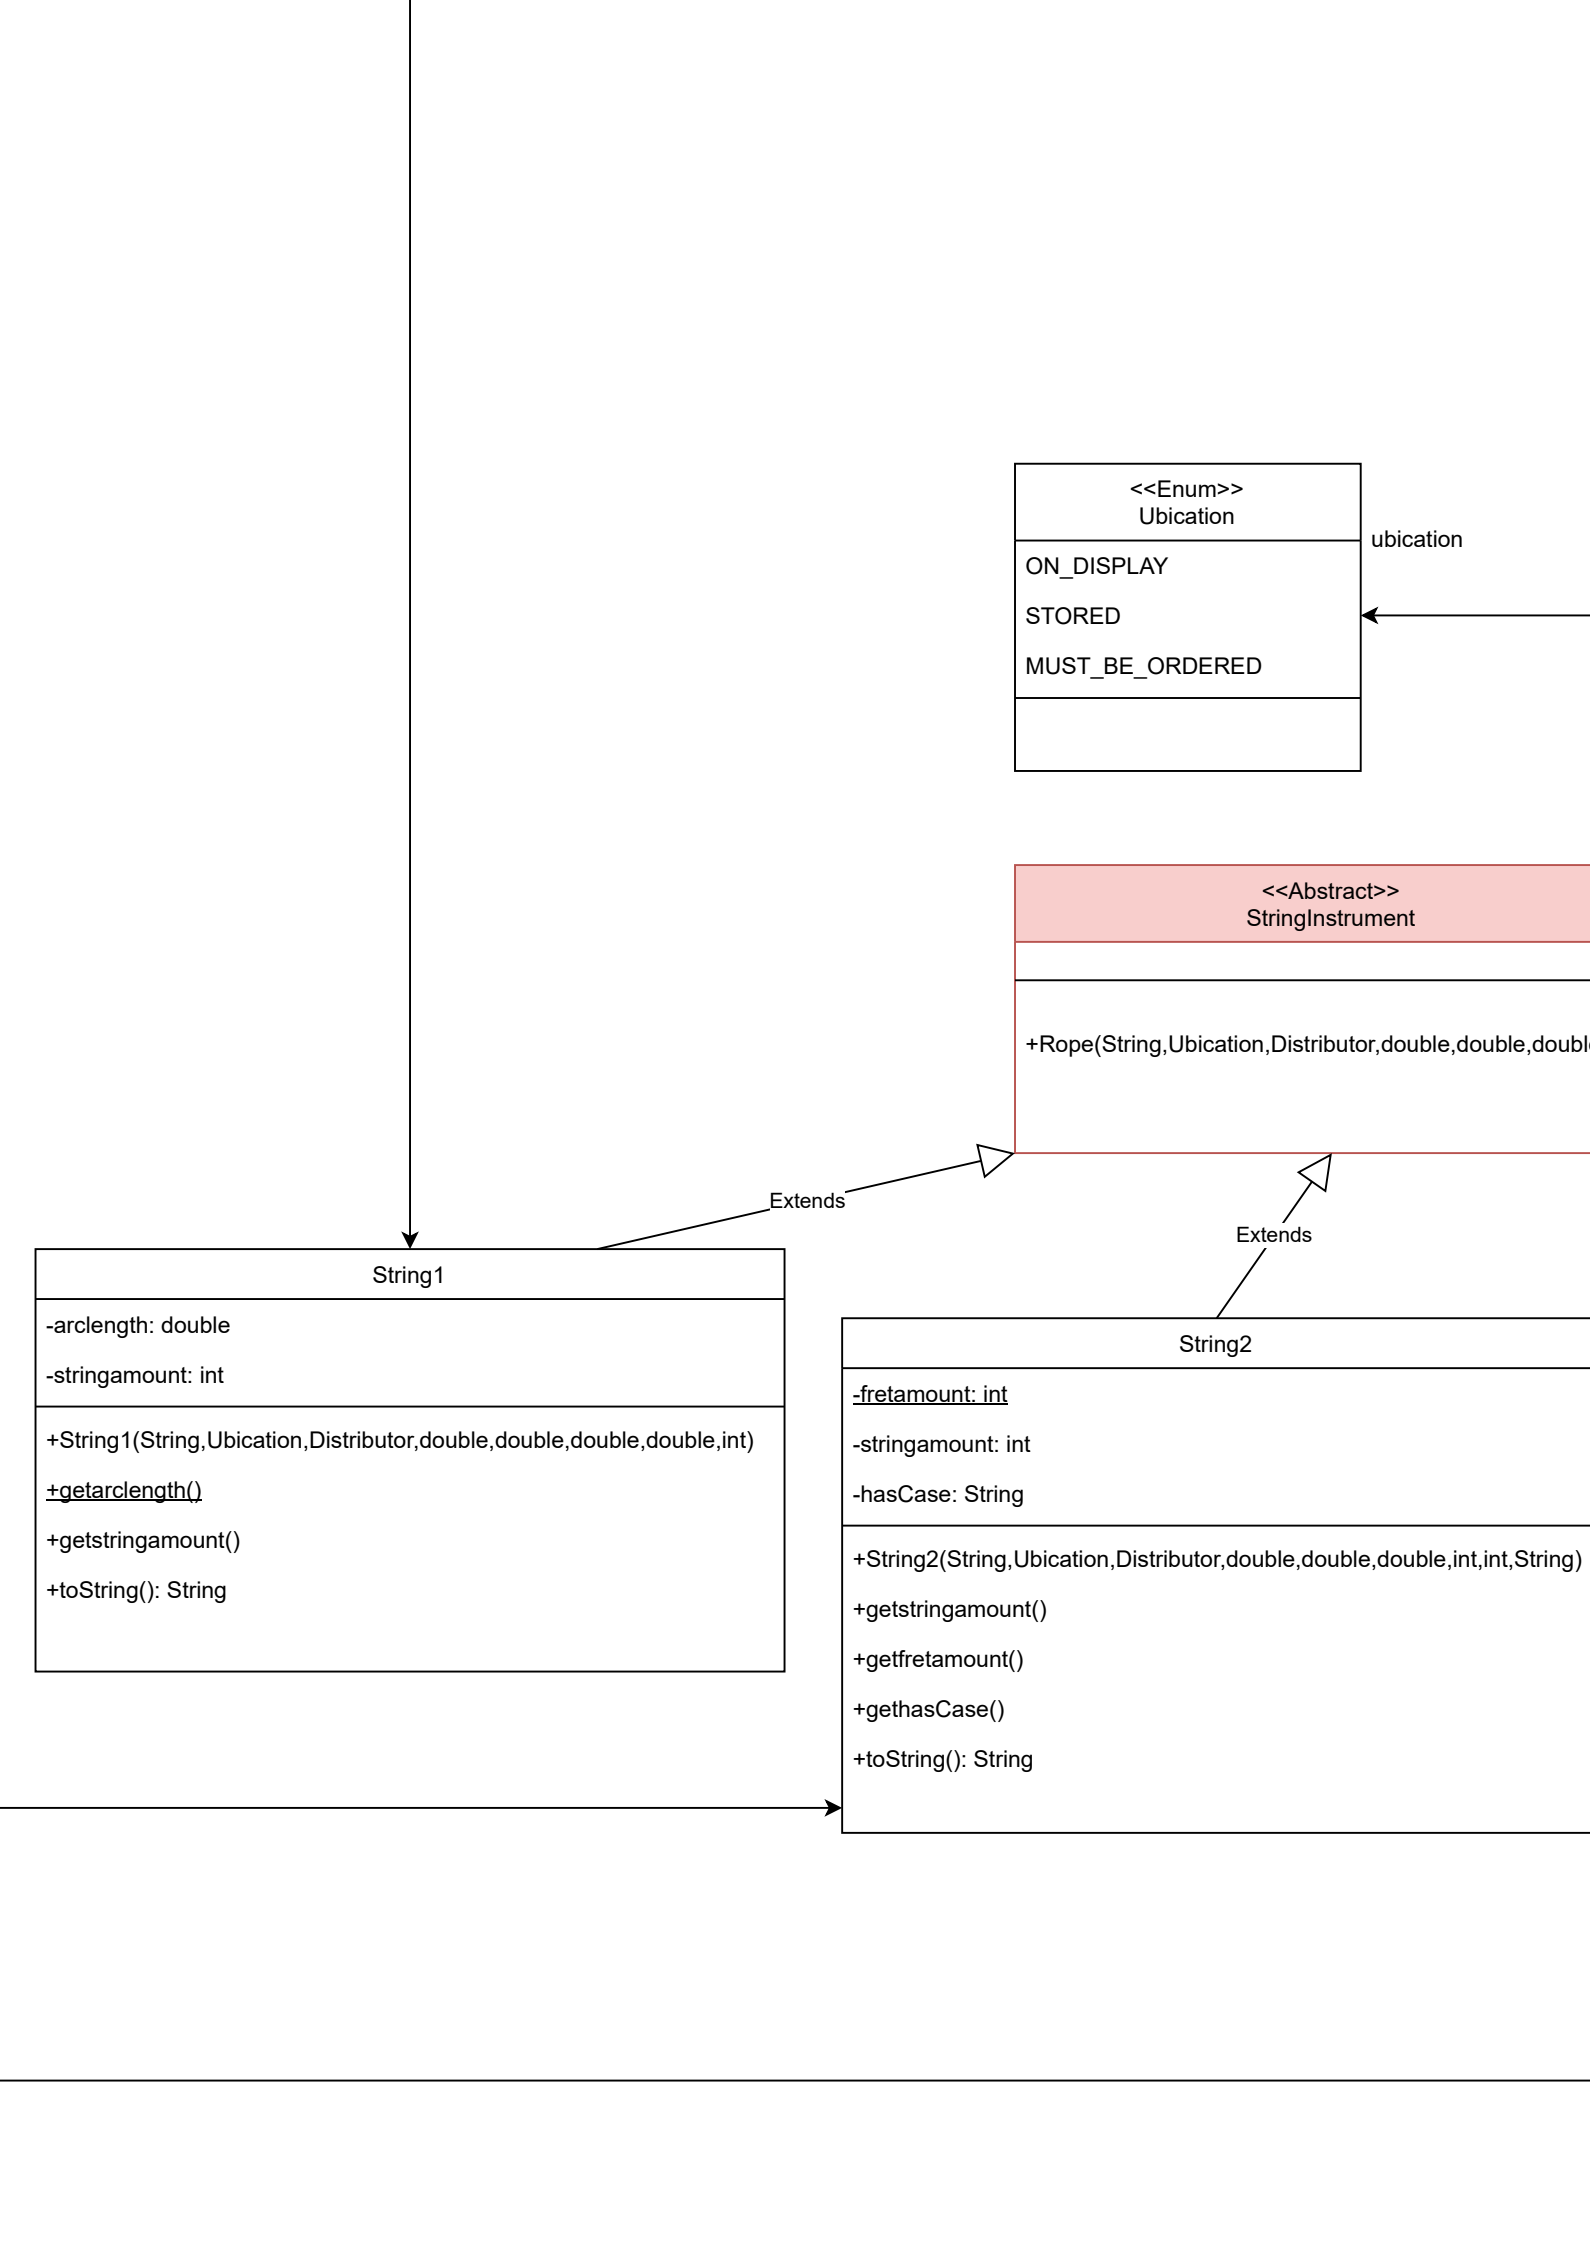 <<Enum>>
Ubication
ON_DISPLAY
STORED
MUST_BE_ORDERED
ubication
<<Abstract>>
StringInstrument
+Rope(String,Ubication,Distributor,double,double,
Extends
Extends
String1
-arclength: double
-stringamount: int
+String1(String,Ubication,Distributor,double,double,double,double,int)
+getarclength()
+getstringamount()
+toString(): String
String2
-fretamount: int
-stringamount: int
-hasCase: String
+String2(String,Ubication,Distributor,double,double,double,int,int,String)
+getstringamount()
+getfretamount()
+gethasCase()
+toString(): String